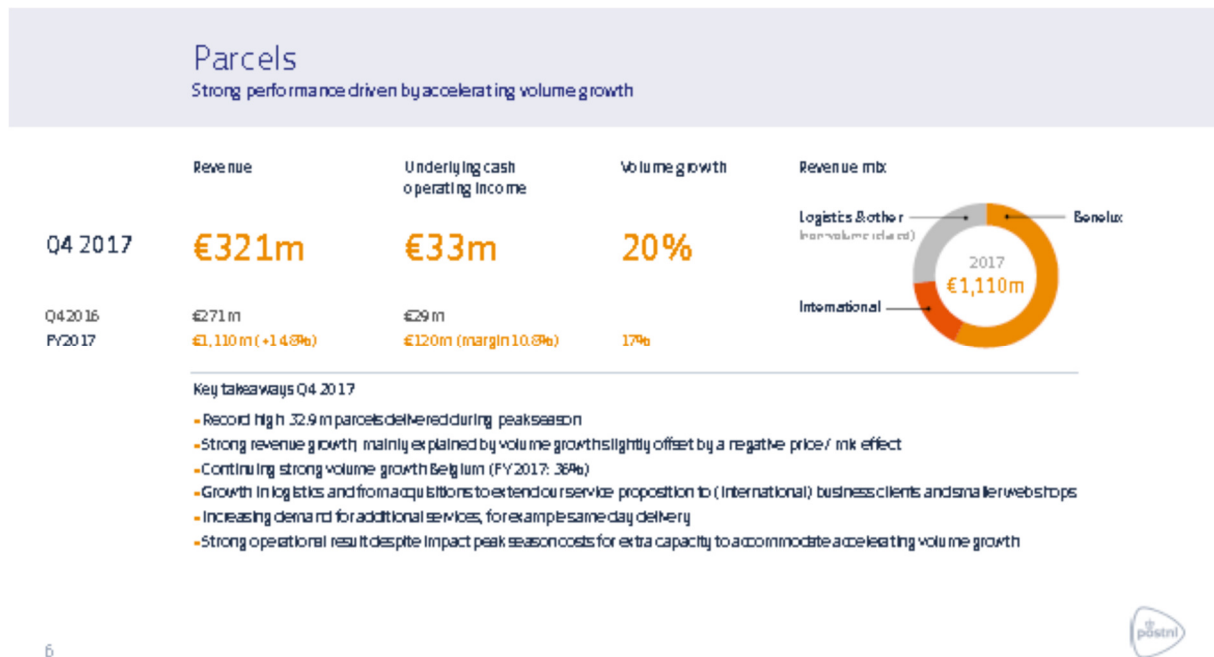 Parcels
Strong performance driven by accelerating volume growth
Revenue
Underlying cash
operating income
Volume growth
Revenue mix
Q4 2017
€321m
€33m
20%
Logistics & other
(non volume related)
Benelux
2017
€1,110m
International
Q4 2016
€271m
€29m
FY2017
€1,110m (+14.8%)
€120m (margin 10.8%)
17%
Key takeaways Q4 2017
- Record high 32.9m parcels delivered during peak season
- Strong revenue growth, mainly explained by volume growth slightly offset by a negative price / mix effect
- Continuing strong volume growth Belgium (FY 2017: 36%)
- Growth in logistics and from acquisitions to extend our service proposition to (international) business clients and smaller webshops
- Increasing demand for additional services, for example same day delivery
- Strong operational result despite impact peak season costs for extra capacity to accommodate accelerating volume growth
postnl
6